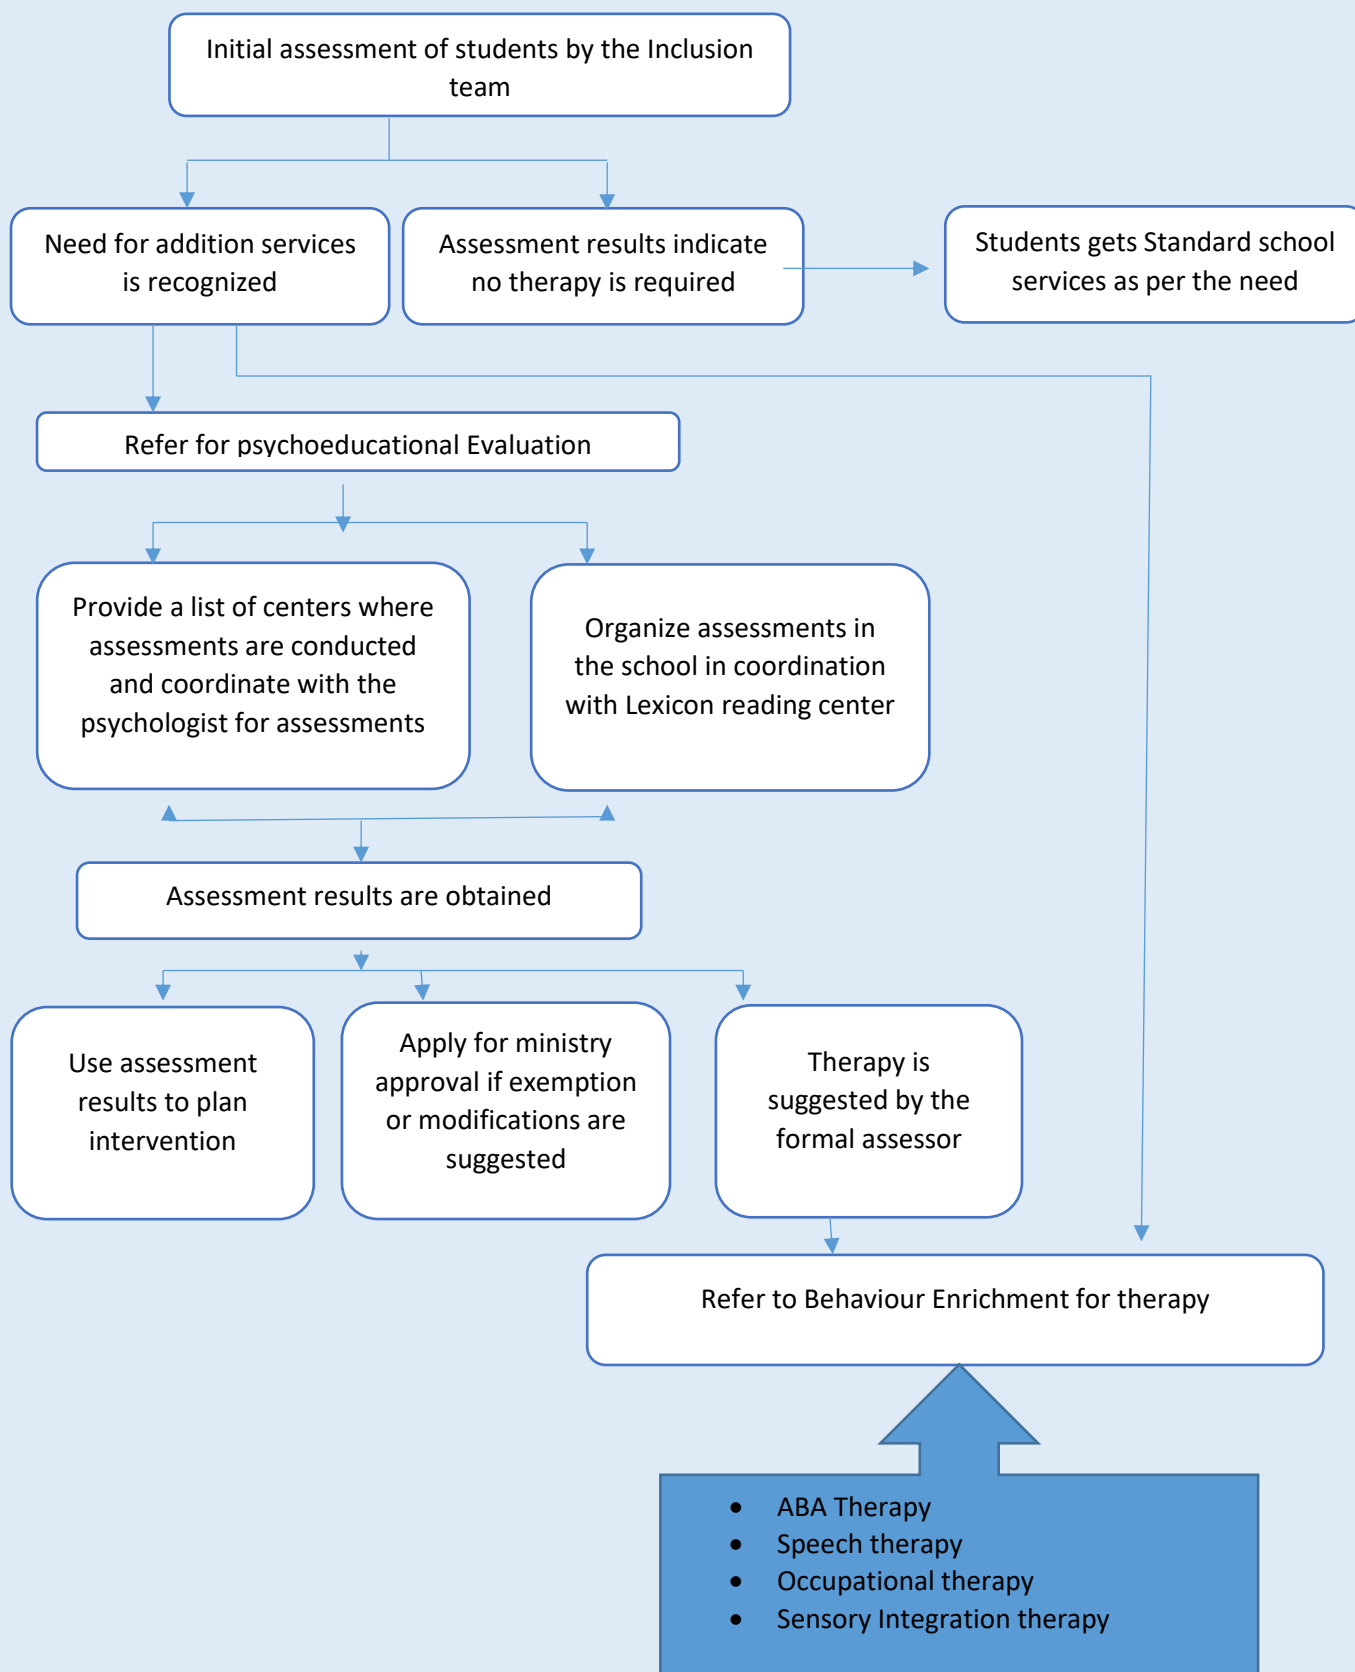 Initial assessment of students by the Inclusion
team
Need for addition services
is recognized
Assessment results indicate
no therapy is required
Students gets Standard school
services as per the need
Refer for psychoeducational Evaluation
Provide a list of centers where
assessments are conducted
and coordinate with the
psychologist for assessments
Organize assessments in
the school in coordination
with Lexicon reading center
Assessment results are obtained
Use assessment
results to plan
intervention
Apply for ministry
approval if exemption
or modifications are
suggested
Therapy is
suggested by the
formal assessor
Refer to Behaviour Enrichment for therapy
• ABA Therapy
• Speech therapy
• Occupational therapy
• Sensory Integration therapy